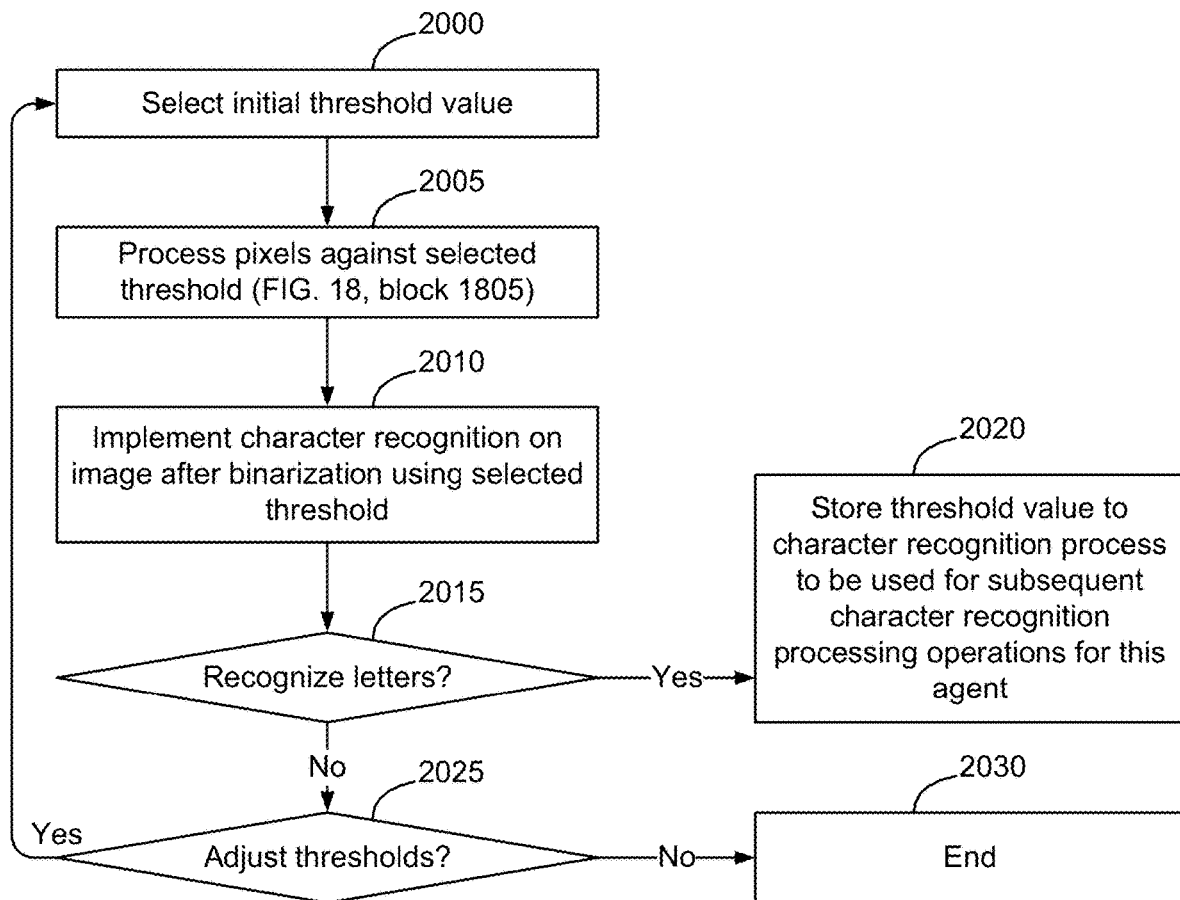 2000
Select initial threshold value
2005
Process pixels against selected
threshold (FIG. 18, block 1805)
2010
Implement character recognition on
image after binarization using selected
threshold
2015
Recognize letters?
Yes
2020
Store threshold value to
character recognition process
to be used for subsequent
character recognition
processing operations for this
agent
No
2025
Yes
Adjust thresholds?
No
2030
End